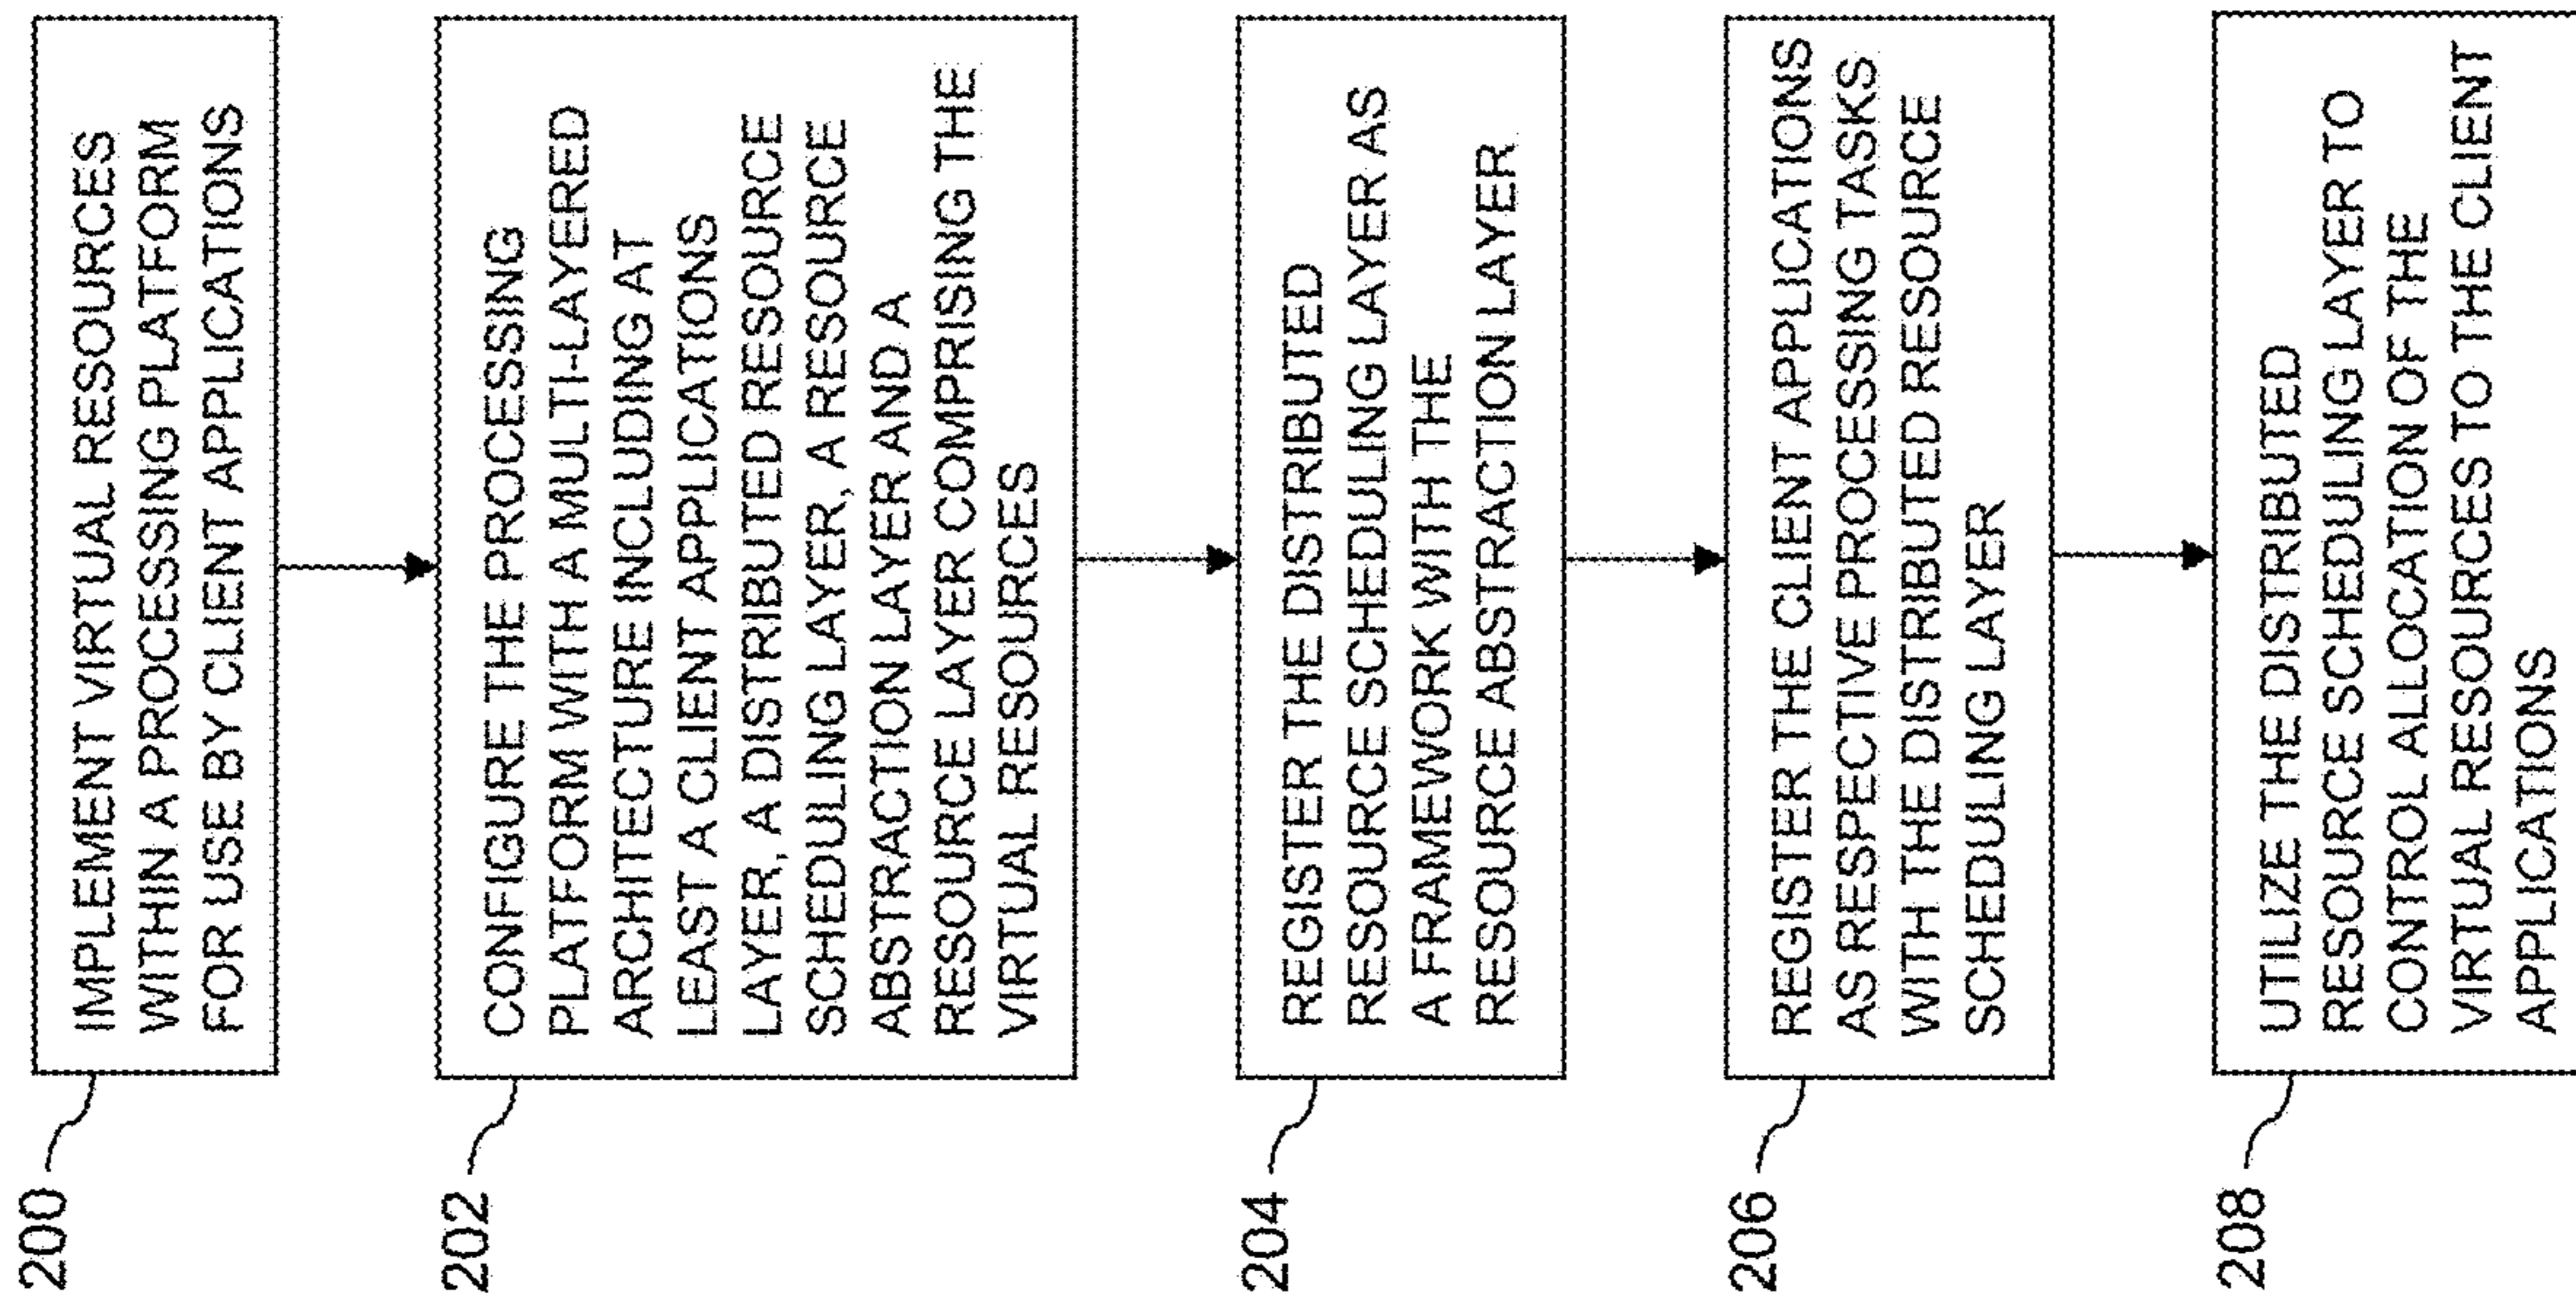 200
IMPLEMENT VIRTUAL RESOURCES
WITHIN A PROCESSING PLATFORM
FOR USE BY CLIENT APPLICATIONS
202
CONFIGURE THE PROCESSING
PLATFORM WITH A MULTI-LAYERED
ARCHITECTURE INCLUDING AT
LEAST A CLIENT APPLICATIONS
LAYER, A DISTRIBUTED RESOURCE
SCHEDULING LAYER, A RESOURCE
ABSTRACTION LAYER AND A
RESOURCE LAYER COMPRISING THE
VIRTUAL RESOURCES
204
REGISTER THE DISTRIBUTED
RESOURCE SCHEDULING LAYER AS
A FRAMEWORK WITH THE
RESOURCE ABSTRACTION LAYER
206
REGISTER THE CLIENT APPLICATIONS
AS RESPECTIVE PROCESSING TASKS
WITH THE DISTRIBUTED RESOURCE
SCHEDULING LAYER
208
UTILIZE THE DISTRIBUTED
RESOURCE SCHEDULING LAYER TO
CONTROL ALLOCATION OF THE
VIRTUAL RESOURCES TO THE CLIENT
APPLICATIONS